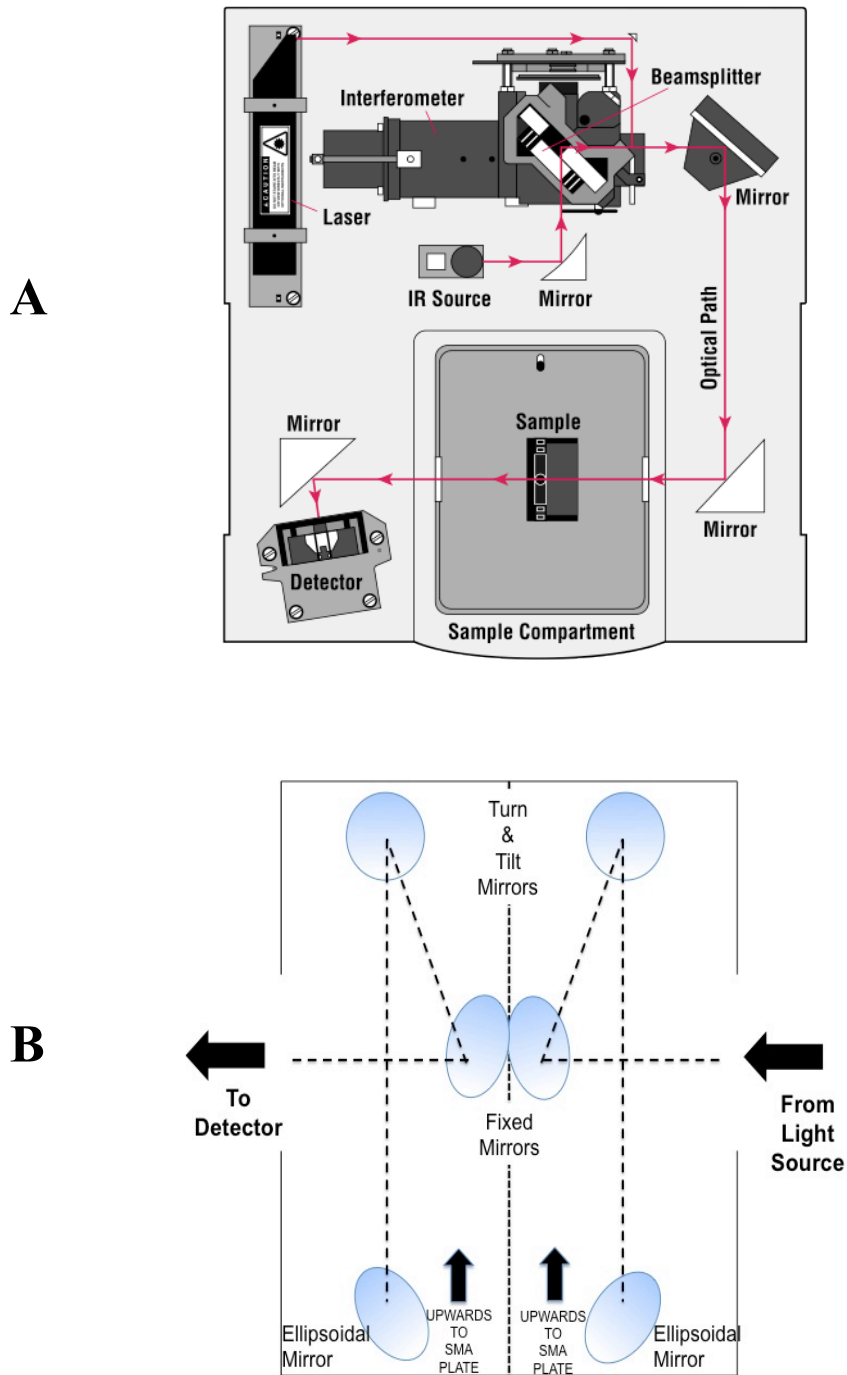 A
Beamsplitter
Interferometer
CAUTION
Laser
Mirror
IR Source
Mirror
Optical Path
Mirror
Sample
Mirror
Detector
Sample Compartment
B
Turn
&
Tilt
Mirrors
To
Detector
Fixed
Mirrors
From
Light
Source
Ellipsoidal
Mirror
UPWARDS
TO
SMA
PLATE
UPWARDS
TO
SMA
PLATE
Ellipsoidal
Mirror